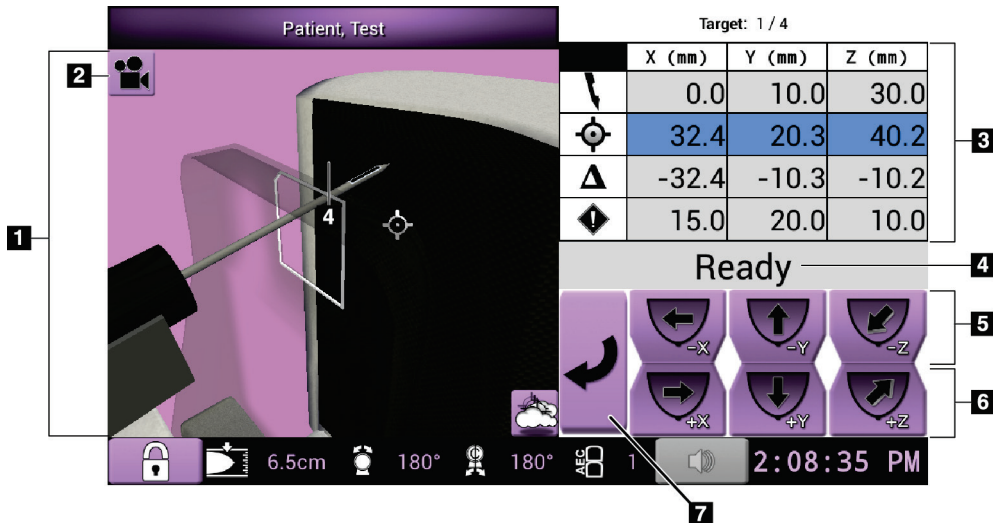 Patient, Test
Target: 1 / 4
X (mm) Y (mm) Z (mm)
0.0 10.0 30.0
32.4 20.3 40.2
Δ -32.4 -10.3 -10.2
! 15.0 20.0 10.0
Ready
4
-X -Y -Z
+X +Y +Z
6.5cm 180° C 180° AEC 1 2:08:35 PM
1
2
3
4
5
6
7